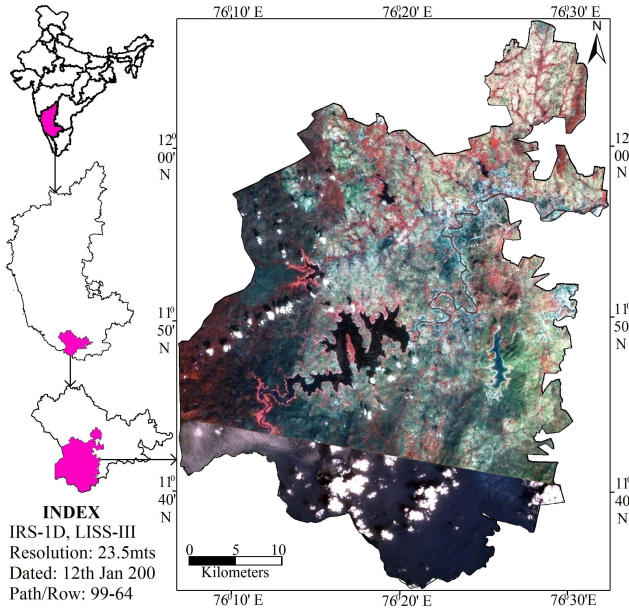 76°10' E 76°20' E 76°30' E
N
12°
00'
N
12°
00'
N
11°
50'
N
11°
50'
N
11°
40'
N
11°
40'
N
INDEX
IRS-1D, LISS-III
Resolution: 23.5mts
Dated: 12th Jan 200
Path/Row: 99-64
0 5 10
Kilometers
76°10' E 76°20' E 76°30' E